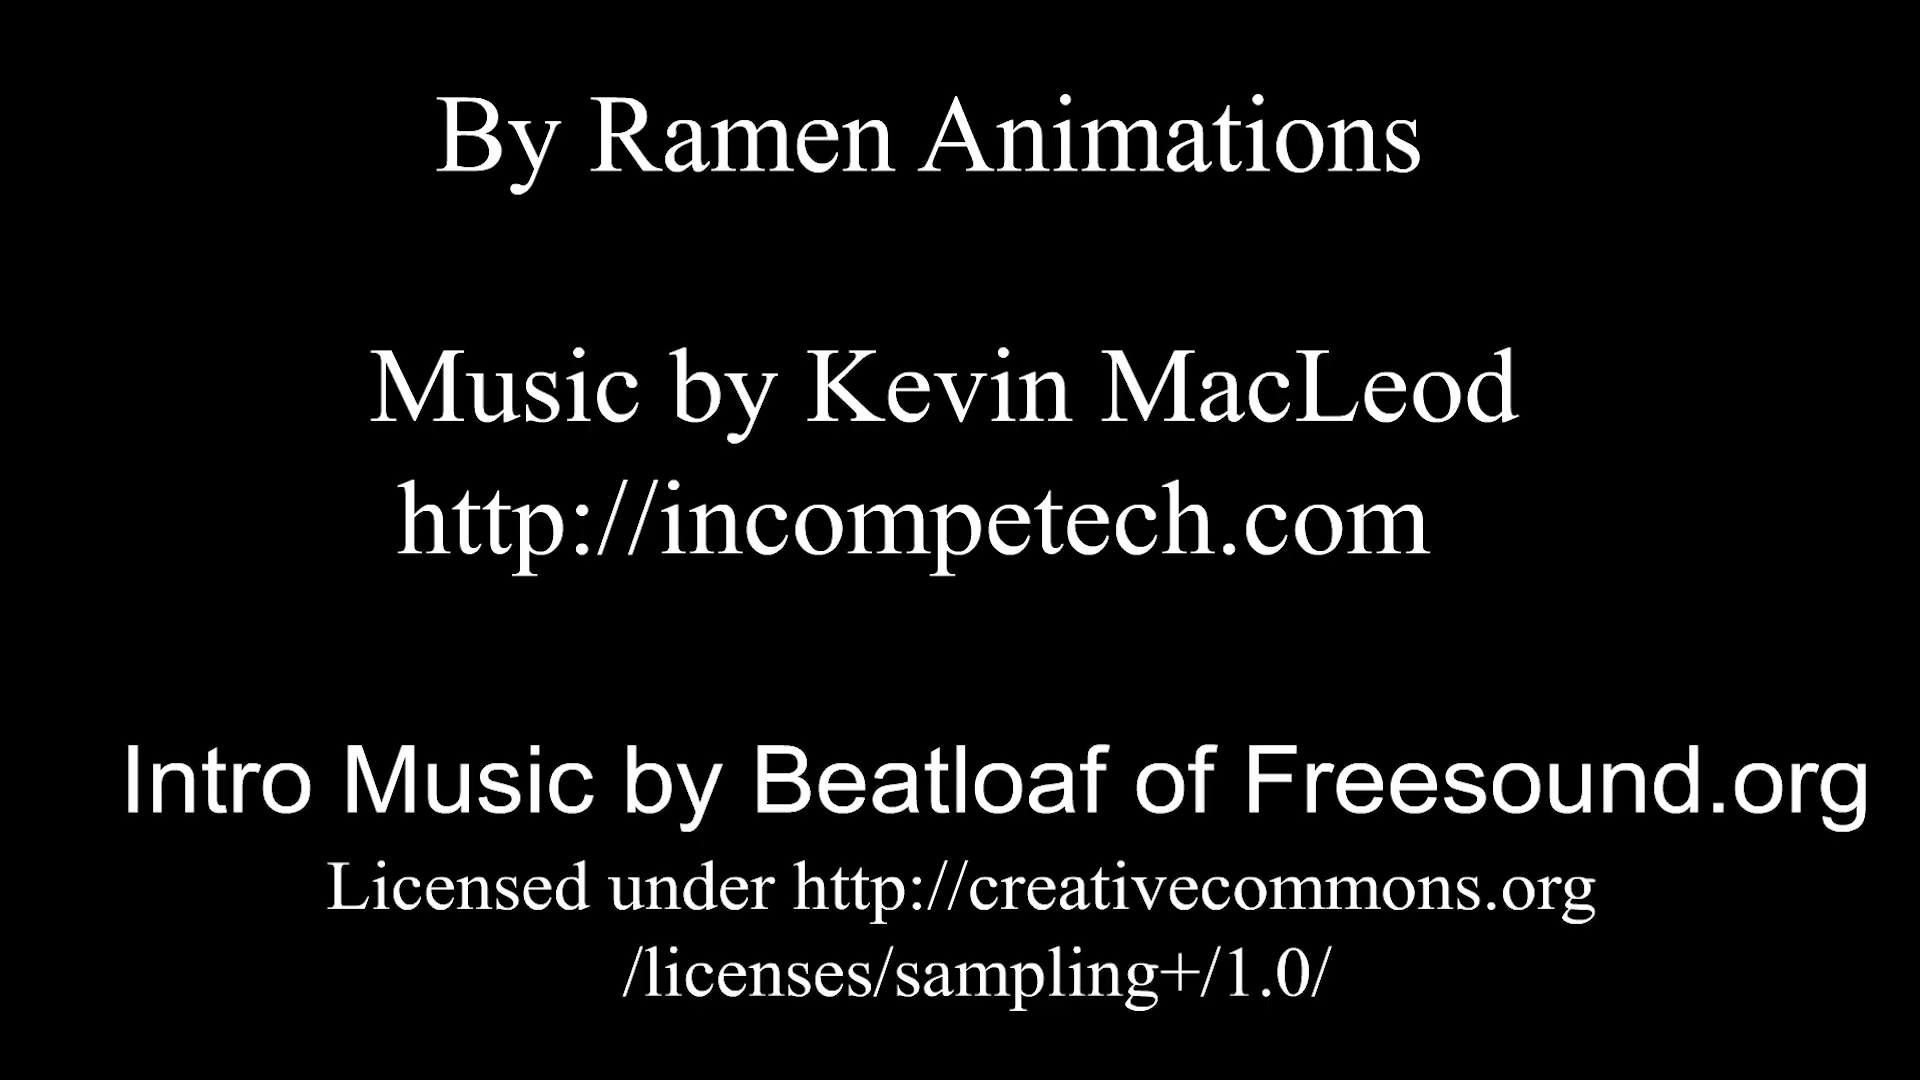 By Ramen Animations
Music by Kevin MacLeod
http://incompetech.com
Intro Music by Beatloaf of Freesound.org
Licensed under http://creativecommons.org
/licenses/sampling+/1.0/